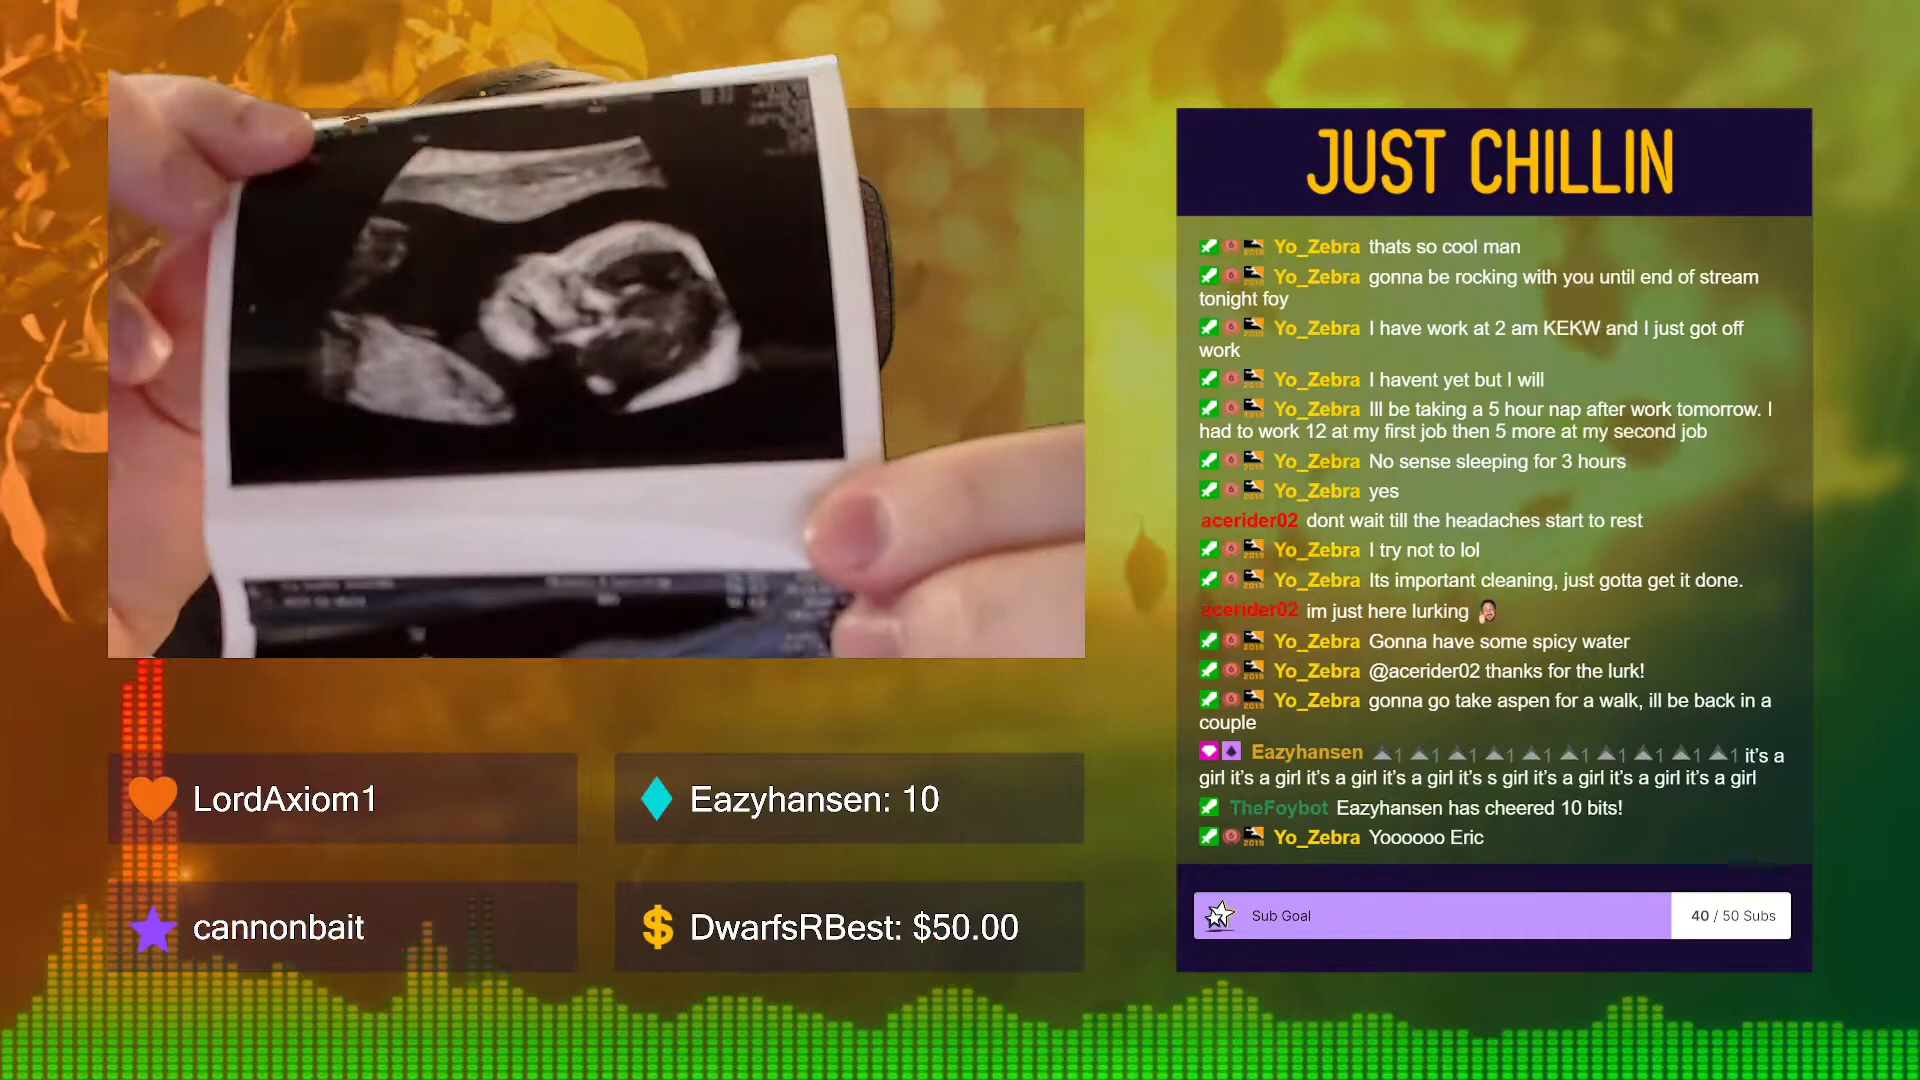 JUST CHILLIN
Yo_Zebra thats so cool man
Yo_Zebra gonna be rocking with you until end of stream
tonight foy
Yo_Zebra I have work at 2 am KEKW and I just got off
work
Yo_Zebra I havent yet but I will
Yo_Zebra Ill be taking a 5 hour nap after work tomorrow. I
had to work 12 at my first job then 5 more at my second job
Yo_Zebra No sense sleeping for 3 hours
Yo_Zebra yes
acerider02 dont wait till the headaches start to rest
Yo_Zebra I try not to lol
Yo_Zebra Its important cleaning, just gotta get it done.
acerider02 im just here lurking
Yo_Zebra Gonna have some spicy water
Yo_Zebra @acerider02 thanks for the lurk!
Yo_Zebra gonna go take aspen for a walk, ill be back in a
couple
Eazyhansen 1 1 1 1 1 1 1 1 1 1 it's a
girl it's a girl it's a girl it's a girl it's s girl it's a girl it's a girl it's a girl
TheFoybot Eazyhansen has cheered 10 bits!
Yo_Zebra Yoooooo Eric
LordAxiom1
Eazyhansen: 10
cannonbait
DwarfsRBest: $50.00
Sub Goal
40 / 50 Subs